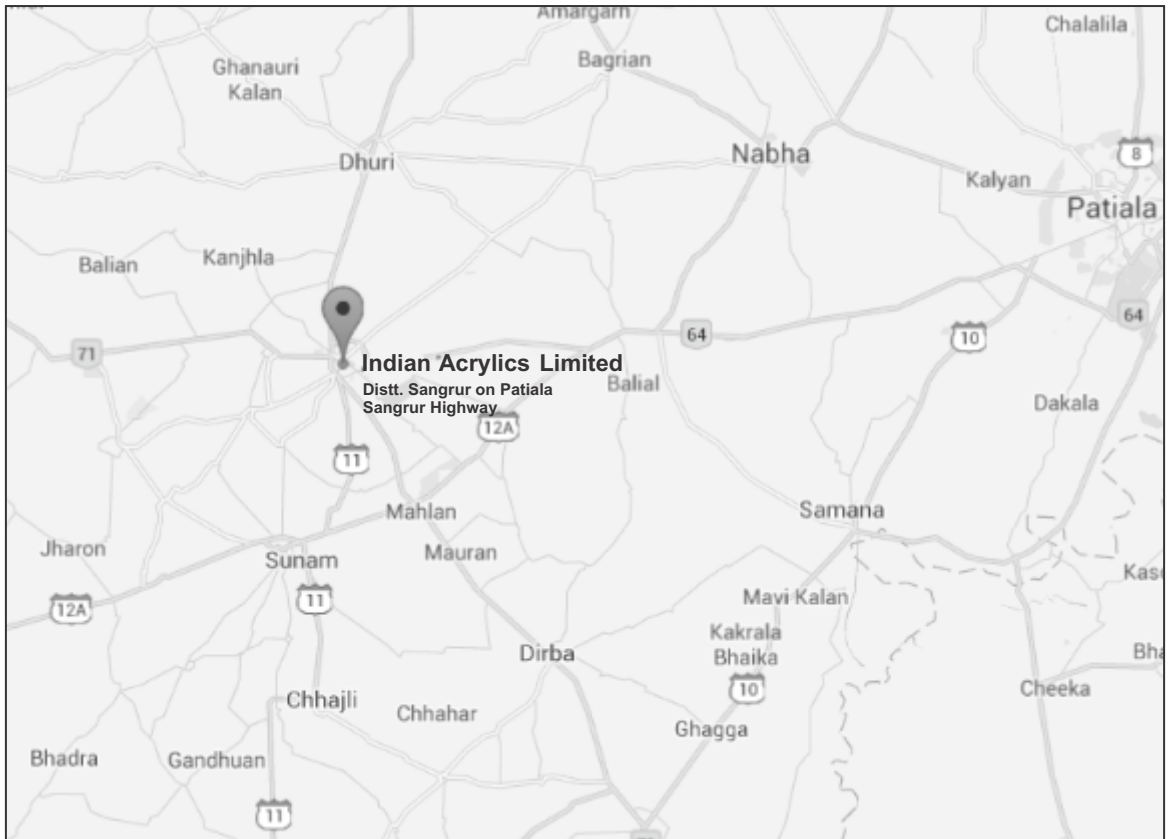 Amargarh
Chalalila
Bagrian
Ghanauri
Kalan
8
Nabha
Dhuri
Kalyan
Patiala
Kanjhla
Balian
64
64
10
71
Indian Acrylics Limited
Distt. Sangrur on Patiala
Sangrur Highway
Balial
Dakala
12A
11
Samana
Mahlan
Jharon
Mauran
Sunam
Mavi Kalan
11
12A
Kakrala
Bhaika
Dirba
10
Cheeka
Chhajli
Chhahar
Ghagga
Bhadra
Gandhuan
11